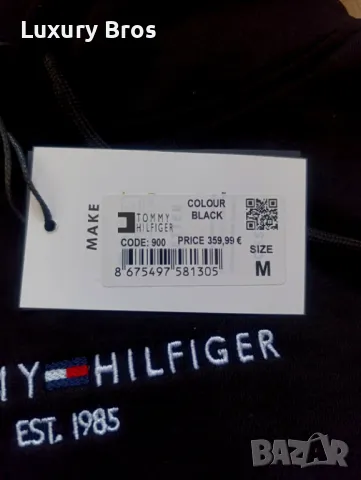 Luxury Bros
MAKE
TOMMY
HILFIGER
COLOUR
BLACK
CODE: 900 PRICE 359,99 €
SIZE
M
8 675497 581305
MY HILFIGER
EST. 1985
BAZAR